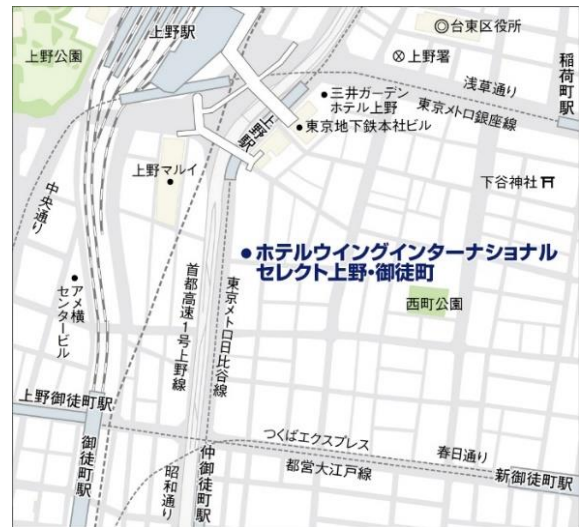 上野駅
◎台東区役所
上野公園
⊗上野署
稲荷町駅
浅草通り
三井ガーデン
ホテル上野
東京メトロ銀座線
上野駅
東京地下鉄本社ビル
上野マルイ
下谷神社
中央通り
ホテルウイングインターナショナル
セレクト上野・御徒町
アメ横
センタービル
首都高速1号上野線
東京メトロ日比谷線
西町公園
上野御徒町駅
つくばエクスプレス
春日通り
御徒町駅
昭和通り
仲御徒町駅
都営大江戸線
新御徒町駅